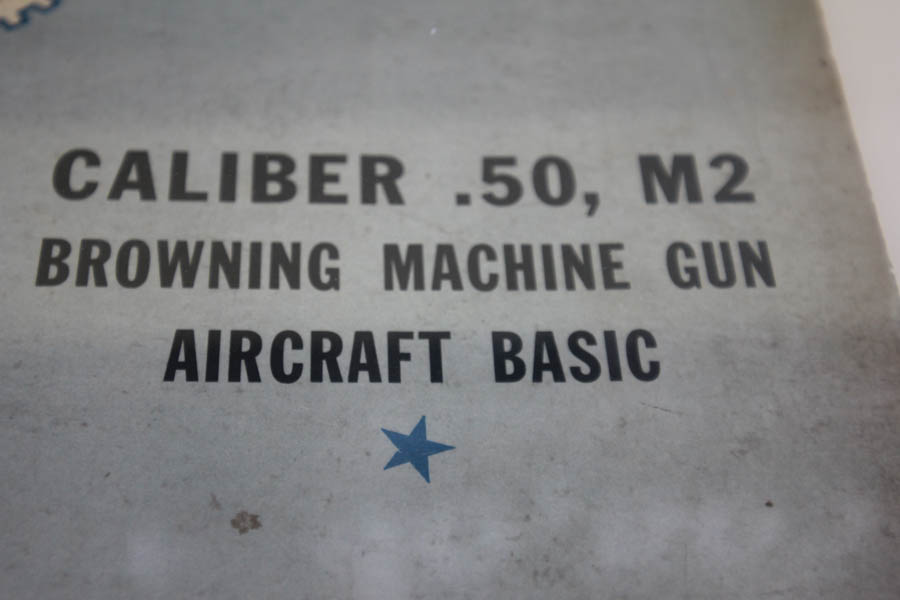 CALIBER .50, M2
BROWNING MACHINE GUN
AIRCRAFT BASIC